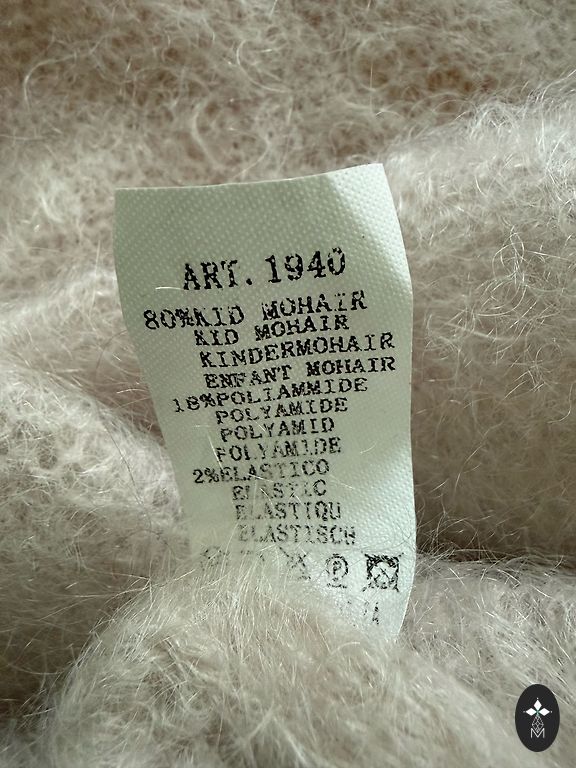 ART. 1940
80%KID MOHAIR
KID MOHAIR
KINDERMOHAIR
ENFANT MOHAIR
18%POLIAMMIDE
POLYAMIDE
POLYAMID
POLYAMIDE
2%ELASTICO
ELASTIC
ELASTIQU
ELASTISCH
P
M